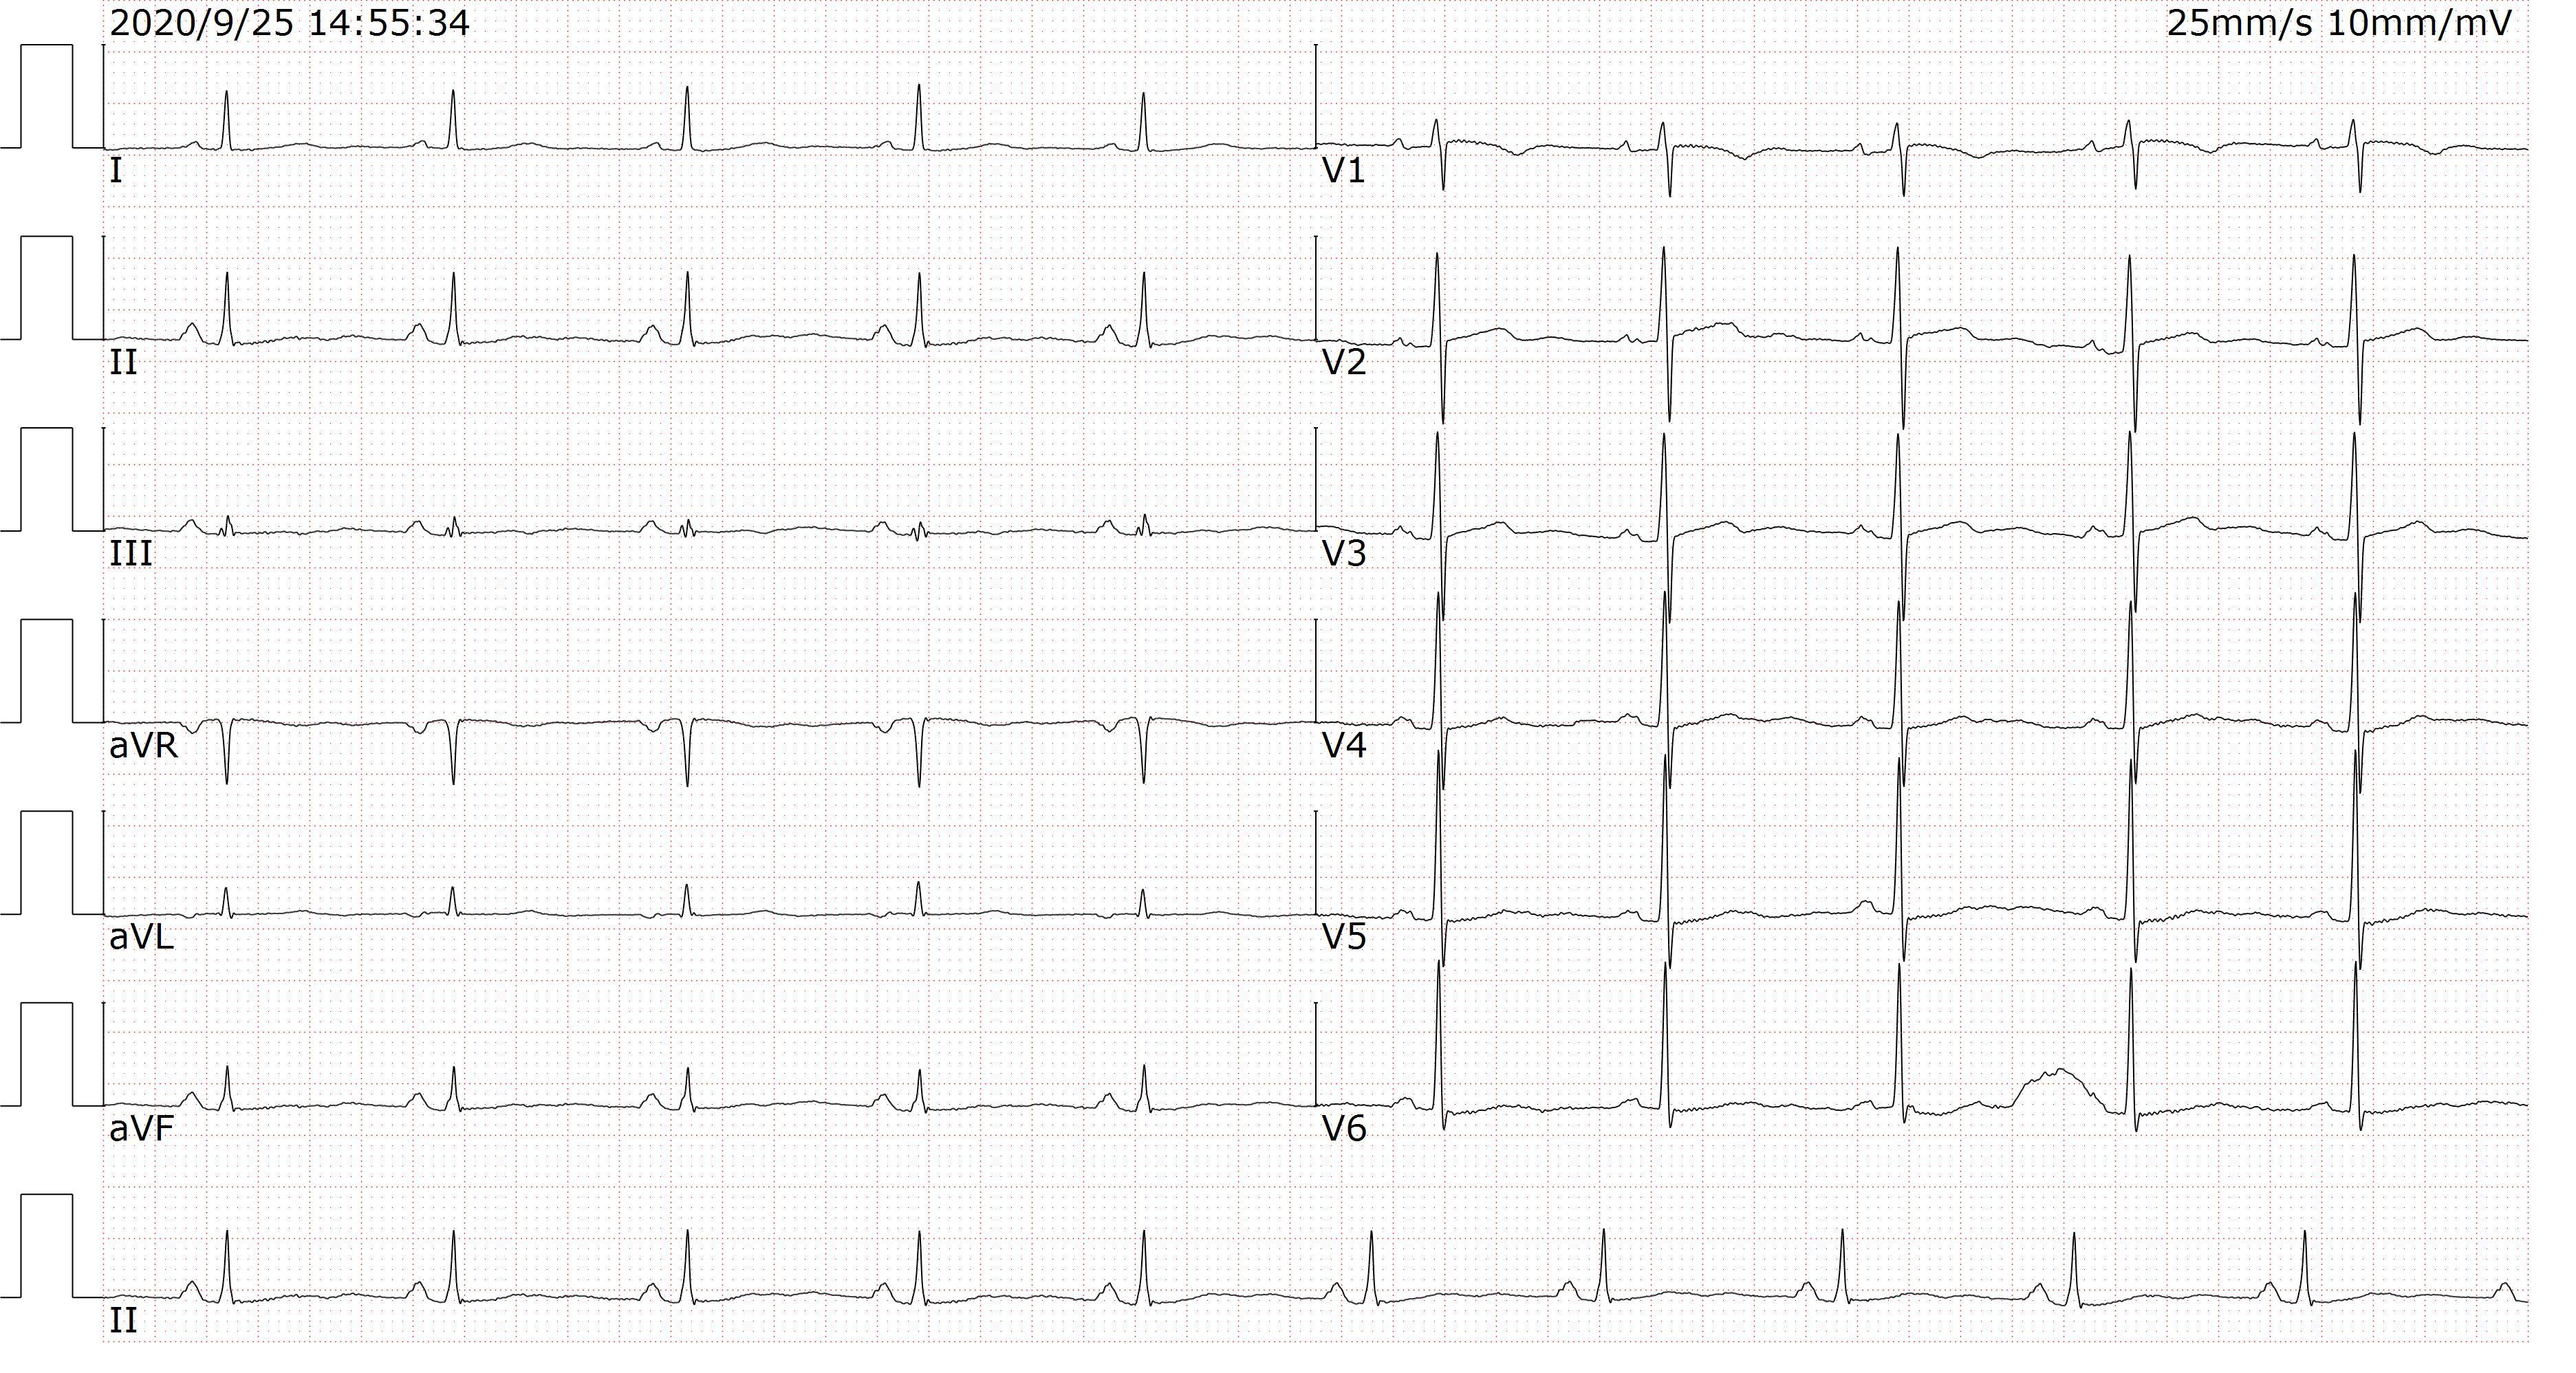 2020/9/25 14:55:34 25mm/s 10mm/mV
I V1
II V2
III V3
aVR V4
aVL V5
aVF V6
II